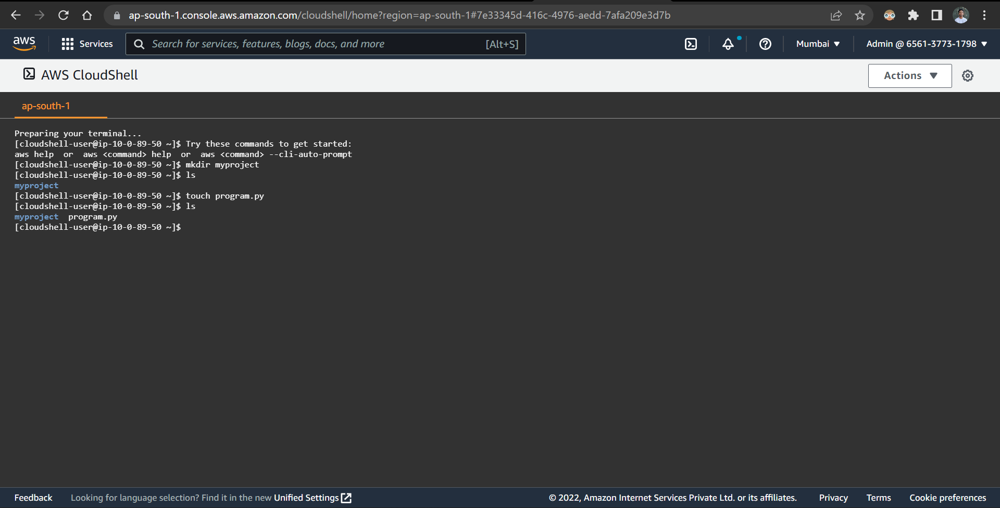 ap-south-1.console.aws.amazon.com/cloudshell/home?region=ap-south-1#7e33345d-416c-4976-aedd-7afa209e3d7b
aws Services Search for services, features, blogs, docs, and more [Alt+S] Mumbai ▼ Admin @ 6561-3773-1798 ▼
AWS CloudShell Actions ▼
ap-south-1
Preparing your terminal...
[cloudshell-user@ip-10-0-89-50 ~]$ Try these commands to get started:
aws help  or  aws <command> help  or  aws <command> --cli-auto-prompt
[cloudshell-user@ip-10-0-89-50 ~]$ mkdir myproject
[cloudshell-user@ip-10-0-89-50 ~]$ ls
myproject
[cloudshell-user@ip-10-0-89-50 ~]$ touch program.py
[cloudshell-user@ip-10-0-89-50 ~]$ ls
myproject  program.py
[cloudshell-user@ip-10-0-89-50 ~]$
Feedback Looking for language selection? Find it in the new Unified Settings © 2022, Amazon Internet Services Private Ltd. or its affiliates. Privacy Terms Cookie preferences